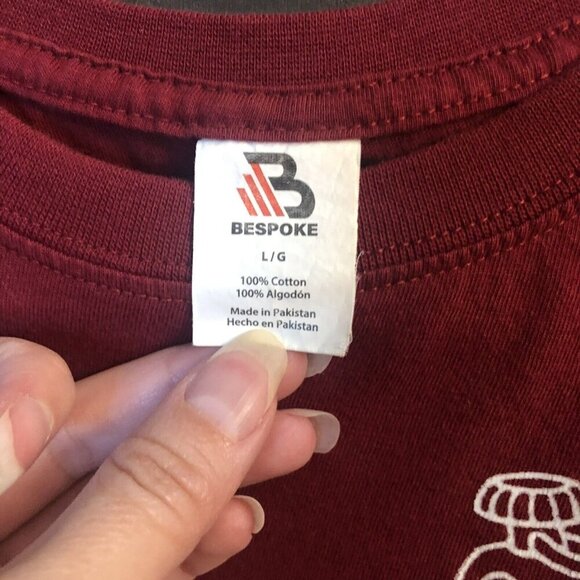 B
BESPOKE
L/G
100% Cotton
100% Algodón
Made in Pakistan
Hecho en Pakistan